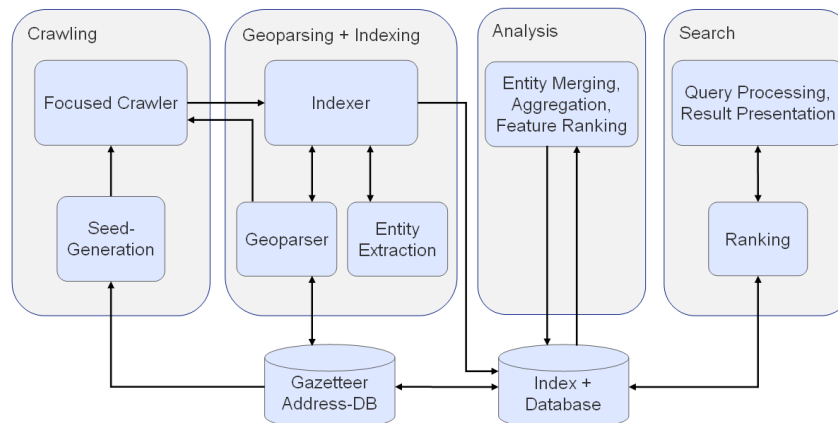 Crawling
Focused Crawler
Seed-
Generation
Geoparsing + Indexing
Indexer
Geoparser
Entity
Extraction
Analysis
Entity Merging,
Aggregation,
Feature Ranking
Search
Query Processing,
Result Presentation
Ranking
Gazetteer
Address-DB
Index +
Database